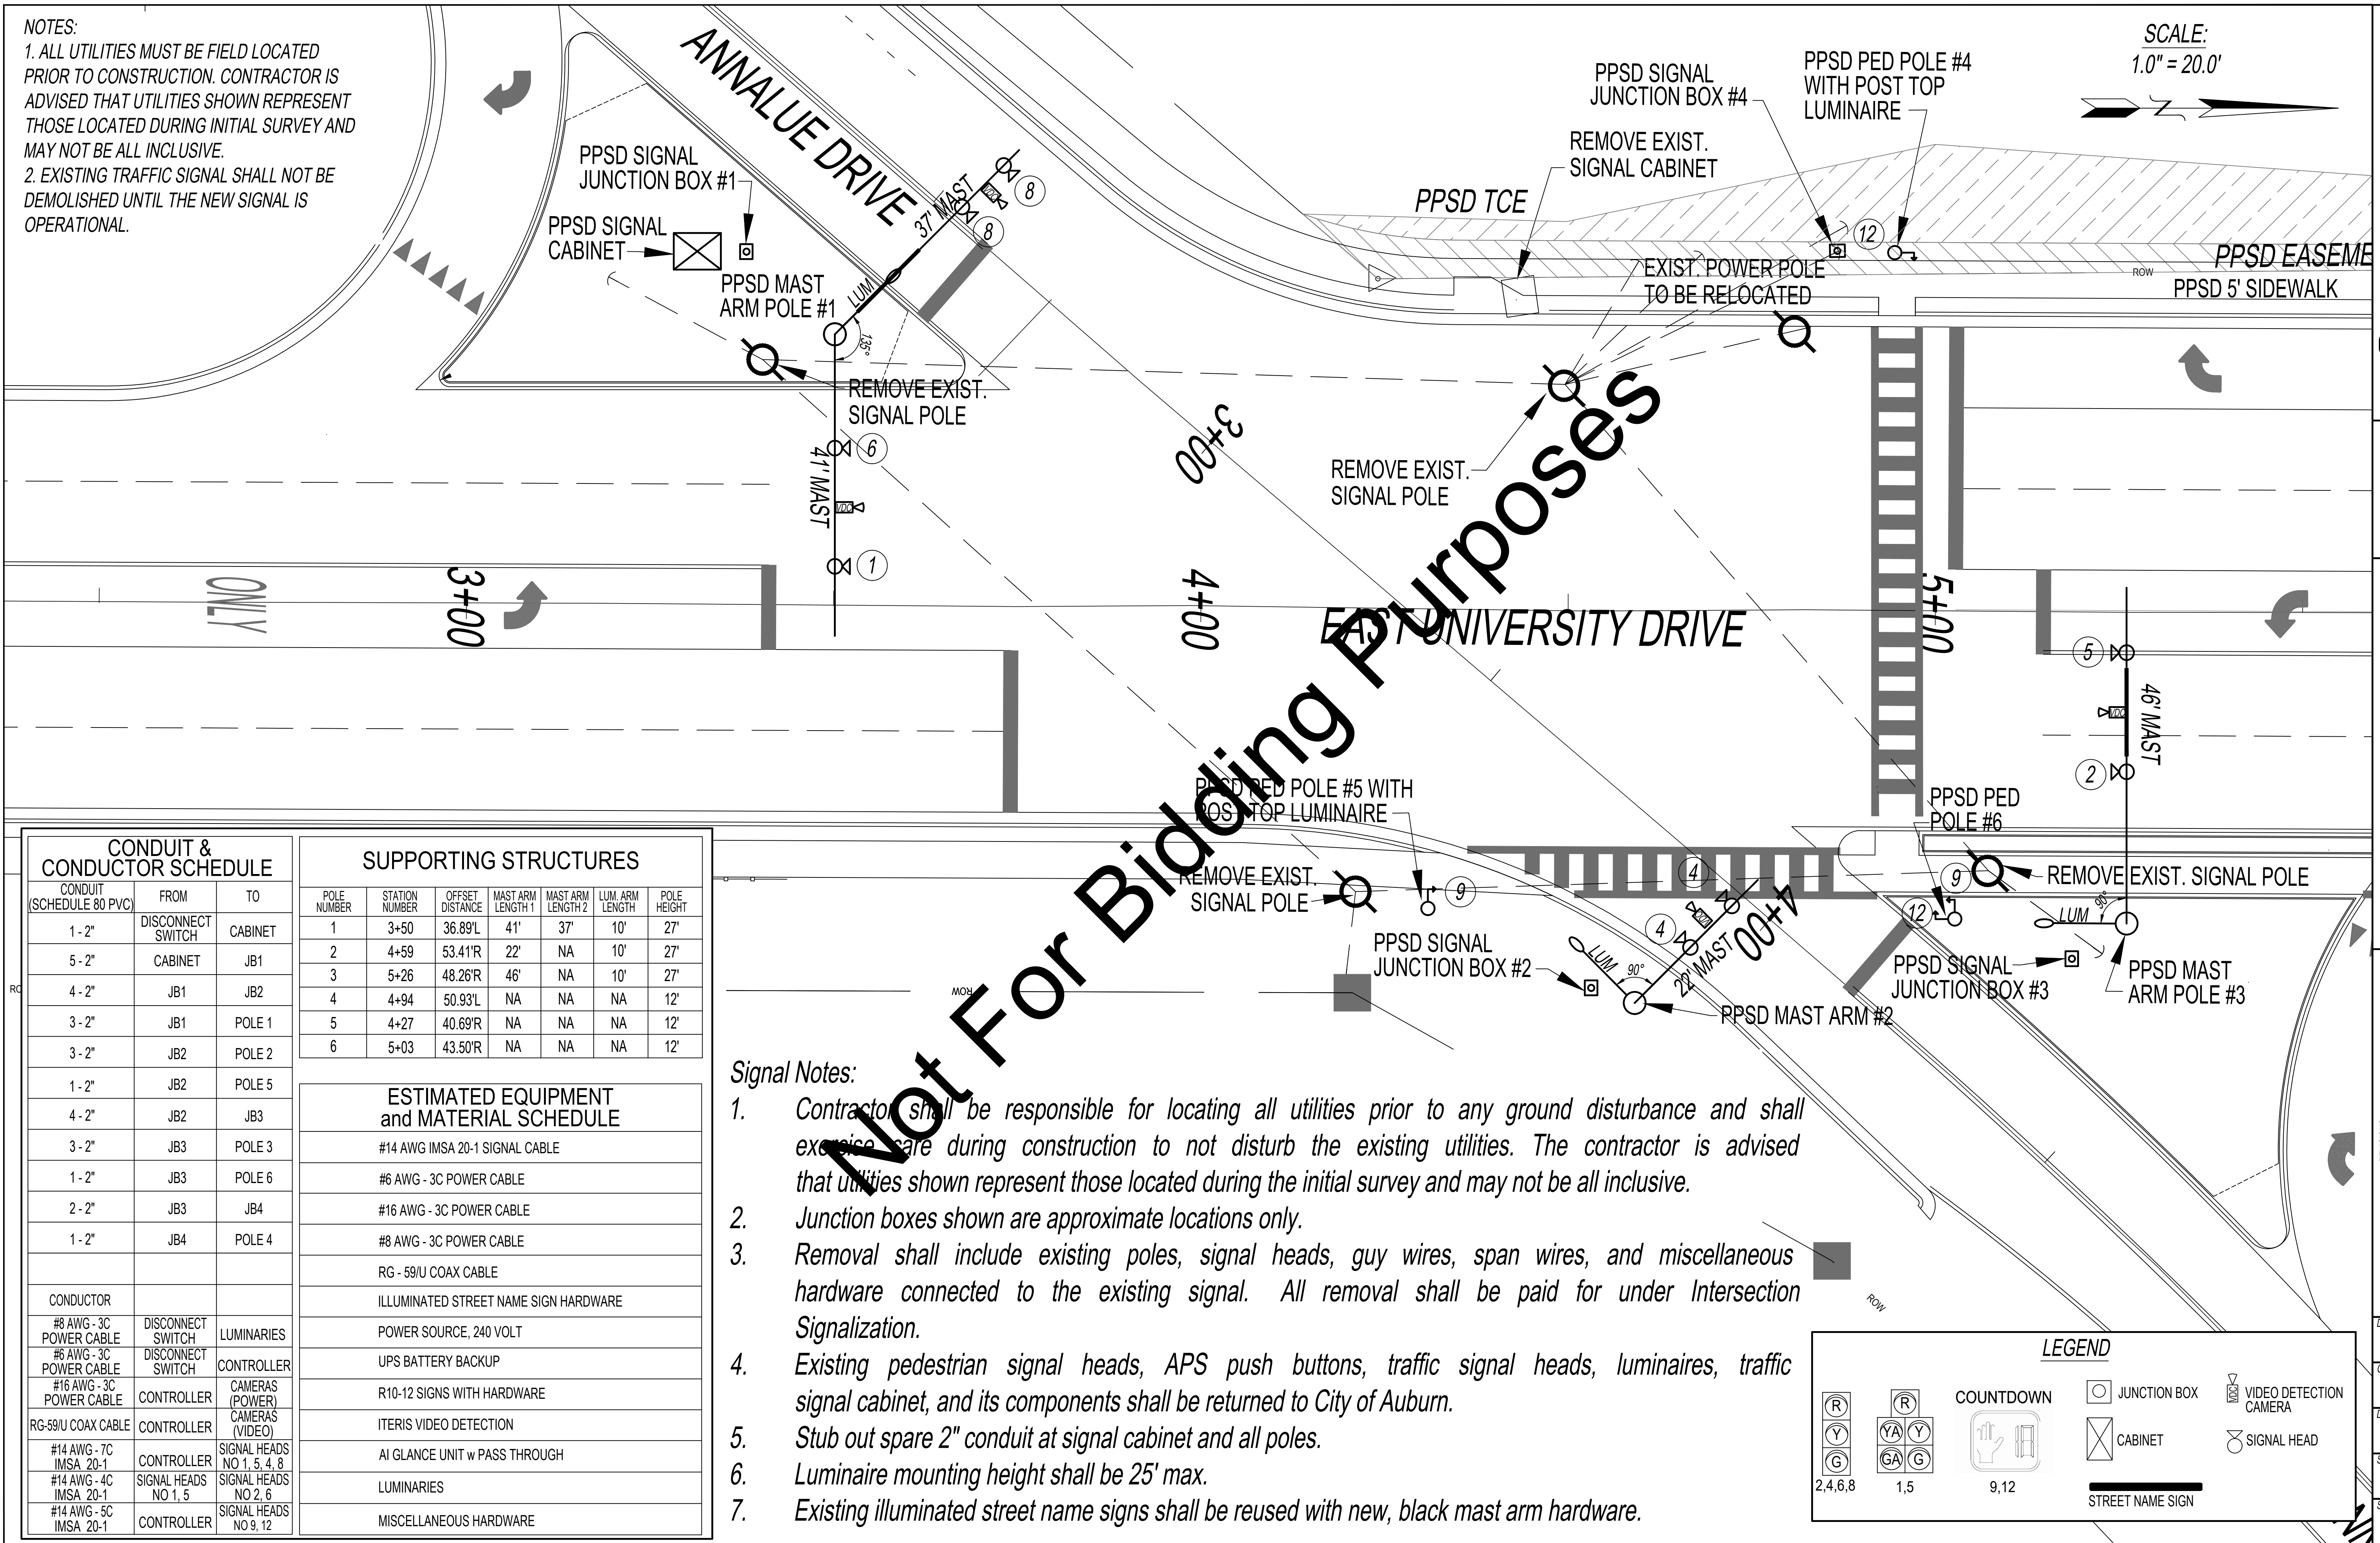 NOTES:
1. ALL UTILITIES MUST BE FIELD LOCATED
PRIOR TO CONSTRUCTION. CONTRACTOR IS
ADVISED THAT UTILITIES SHOWN REPRESENT
THOSE LOCATED DURING INITIAL SURVEY AND
MAY NOT BE ALL INCLUSIVE.
2. EXISTING TRAFFIC SIGNAL SHALL NOT BE
DEMOLISHED UNTIL THE NEW SIGNAL IS
OPERATIONAL.
ANNALUE DRIVE
SCALE:
1.0" = 20.0'
PPSD SIGNAL
JUNCTION BOX #4
PPSD PED POLE #4
WITH POST TOP
LUMINAIRE
REMOVE EXIST.
SIGNAL CABINET
PPSD TCE
PPSD SIGNAL
JUNCTION BOX #1
PPSD SIGNAL
CABINET
PPSD MAST
ARM POLE #1
LUM
37' MAST
VDC
8
8
135°
12
EXIST. POWER POLE
TO BE RELOCATED
ROW
PPSD EASEME
PPSD 5' SIDEWALK
REMOVE EXIST.
SIGNAL POLE
41' MAST
6
VDC
1
3+00
REMOVE EXIST.
SIGNAL POLE
ONLY
3+00
4+00
EAST UNIVERSITY DRIVE
5+00
5
VDC
46' MAST
2
Not For Bidding Purposes
PPSD PED POLE #5 WITH
POST TOP LUMINAIRE
PPSD PED
POLE #6
REMOVE EXIST.
SIGNAL POLE
9
4
4
VDC
4+00
9
REMOVE EXIST. SIGNAL POLE
12
LUM
90°
PPSD SIGNAL
JUNCTION BOX #2
LUM
90°
22' MAST
PPSD MAST ARM #2
PPSD SIGNAL
JUNCTION BOX #3
PPSD MAST
ARM POLE #3
ROW
ROW
CONDUIT &
CONDUCTOR SCHEDULE
CONDUIT
(SCHEDULE 80 PVC) FROM TO
1 - 2" DISCONNECT SWITCH CABINET
5 - 2" CABINET JB1
4 - 2" JB1 JB2
3 - 2" JB1 POLE 1
3 - 2" JB2 POLE 2
1 - 2" JB2 POLE 5
4 - 2" JB2 JB3
3 - 2" JB3 POLE 3
1 - 2" JB3 POLE 6
2 - 2" JB3 JB4
1 - 2" JB4 POLE 4
CONDUCTOR
#8 AWG - 3C POWER CABLE DISCONNECT SWITCH LUMINARIES
#6 AWG - 3C POWER CABLE DISCONNECT SWITCH CONTROLLER
#16 AWG - 3C POWER CABLE CONTROLLER CAMERAS (POWER)
RG-59/U COAX CABLE CONTROLLER CAMERAS (VIDEO)
#14 AWG - 7C IMSA 20-1 CONTROLLER SIGNAL HEADS NO 1, 5, 4, 8
#14 AWG - 4C IMSA 20-1 SIGNAL HEADS NO 1, 5 SIGNAL HEADS NO 2, 6
#14 AWG - 5C IMSA 20-1 CONTROLLER SIGNAL HEADS NO 9, 12
SUPPORTING STRUCTURES
POLE NUMBER STATION NUMBER OFFSET DISTANCE MAST ARM LENGTH 1 MAST ARM LENGTH 2 LUM. ARM LENGTH POLE HEIGHT
1 3+50 36.89'L 41' 37' 10' 27'
2 4+59 53.41'R 22' NA 10' 27'
3 5+26 48.26'R 46' NA 10' 27'
4 4+94 50.93'L NA NA NA 12'
5 4+27 40.69'R NA NA NA 12'
6 5+03 43.50'R NA NA NA 12'
ESTIMATED EQUIPMENT
and MATERIAL SCHEDULE
#14 AWG IMSA 20-1 SIGNAL CABLE
#6 AWG - 3C POWER CABLE
#16 AWG - 3C POWER CABLE
#8 AWG - 3C POWER CABLE
RG - 59/U COAX CABLE
ILLUMINATED STREET NAME SIGN HARDWARE
POWER SOURCE, 240 VOLT
UPS BATTERY BACKUP
R10-12 SIGNS WITH HARDWARE
ITERIS VIDEO DETECTION
AI GLANCE UNIT w PASS THROUGH
LUMINARIES
MISCELLANEOUS HARDWARE
Signal Notes:
1. Contractor shall be responsible for locating all utilities prior to any ground disturbance and shall
exercise care during construction to not disturb the existing utilities. The contractor is advised
that utilities shown represent those located during the initial survey and may not be all inclusive.
2. Junction boxes shown are approximate locations only.
3. Removal shall include existing poles, signal heads, guy wires, span wires, and miscellaneous
hardware connected to the existing signal. All removal shall be paid for under Intersection
Signalization.
4. Existing pedestrian signal heads, APS push buttons, traffic signal heads, luminaires, traffic
signal cabinet, and its components shall be returned to City of Auburn.
5. Stub out spare 2" conduit at signal cabinet and all poles.
6. Luminaire mounting height shall be 25' max.
7. Existing illuminated street name signs shall be reused with new, black mast arm hardware.
LEGEND
R
Y
G
2,4,6,8
R
YA Y
GA G
1,5
COUNTDOWN
9,12
JUNCTION BOX
CABINET
STREET NAME SIGN
VDC
VIDEO DETECTION
CAMERA
SIGNAL HEAD